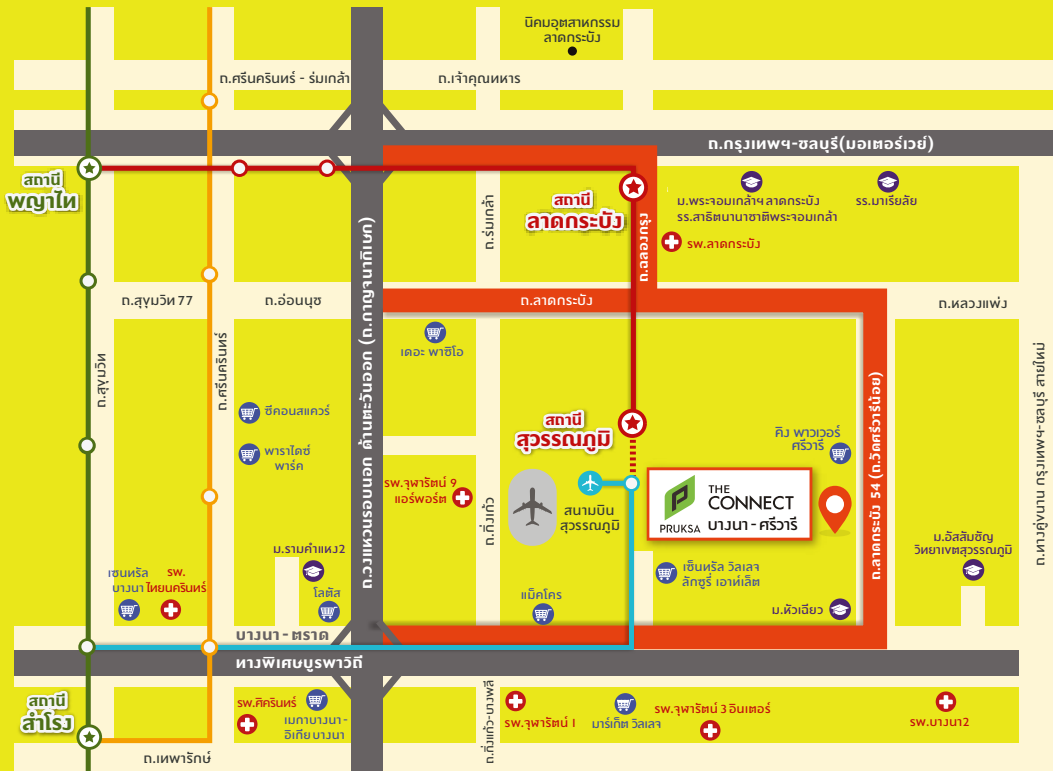 นิคมอุตสาหกรรม
ลาดกระบัง
ถ.ศรีนครินทร์ - ร่มเกล้า
ถ.เจ้าคุณทหาร
ถ.กรุงเทพฯ-ชลบุรี(มอเตอร์เวย์)
สถานี
พญาไท
สถานี
ลาดกระบัง
ม.พระจอมเกล้าฯลาดกระบัง
รร.สาธิตนานาชาติพระจอมเกล้า
รร.มาเรียลัย
รพ.ลาดกระบัง
ถ.ร่มเกล้า
ถ.ฉลองกรุง
ถ.วงแหวนรอบนอก ด้านตะวันออก (ถ.กาญจนาภิเษก)
ถ.สุขุมวิท 77
ถ.อ่อนนุช
ถ.ลาดกระบัง
ถ.หลวงแพ่ง
ถ.สุขุมวิท
ถ.ศรีนครินทร์
เดอะ พาซิโอ
ถ.ทางคู่ขนาน กรุงเทพฯ-ชลบุรี สายใหม่
ซีคอนสแควร์
พาราไดซ์
พาร์ค
สถานี
สุวรรณภูมิ
คิง พาวเวอร์
ศรีวารี
ถ.ลาดกระบัง 54 (ถ.วัดศรีวารีน้อย)
รพ.จุฬารัตน์ 9
แอร์พอร์ต
ถ.กิ่งแก้ว
สนามบิน
สุวรรณภูมิ
PRUKSA
THE
CONNECT
บางนา - ศรีวารี
ม.อัสสัมชัญ
วิทยาเขตสุวรรณภูมิ
ม.รามคำแหง2
โลตัส
เซนทรัล
บางนา
รพ.
ไทยนครินทร์
เซ็นทรัล วิลเลจ
ลักชูรี่ เอาท์เล็ต
แม็คโคร
ม.หัวเฉียว
บางนา - ตราด
ทางพิเศษบูรพาวิถี
สถานี
สำโรง
รพ.ศิครินทร์
เมกาบางนา -
อิเกียบางนา
ถ.กิ่งแก้ว-บางพลี
รพ.จุฬารัตน์ 1
มาร์เก็ต วิลเลจ
รพ.จุฬารัตน์ 3 อินเตอร์
รพ.บางนา2
ถ.เทพารักษ์